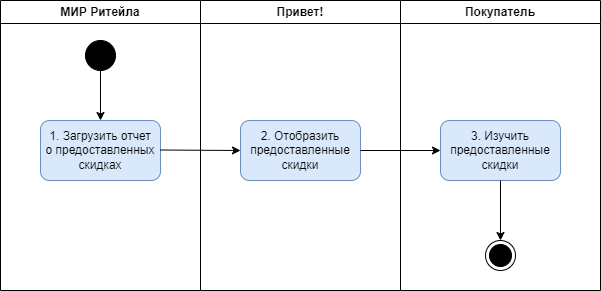 МИР Ритейла
Привет!
Покупатель
1. Загрузить отчет
о предоставленных
скидках
2. Отобразить
предоставленные
скидки
3. Изучить
предоставленные
скидки